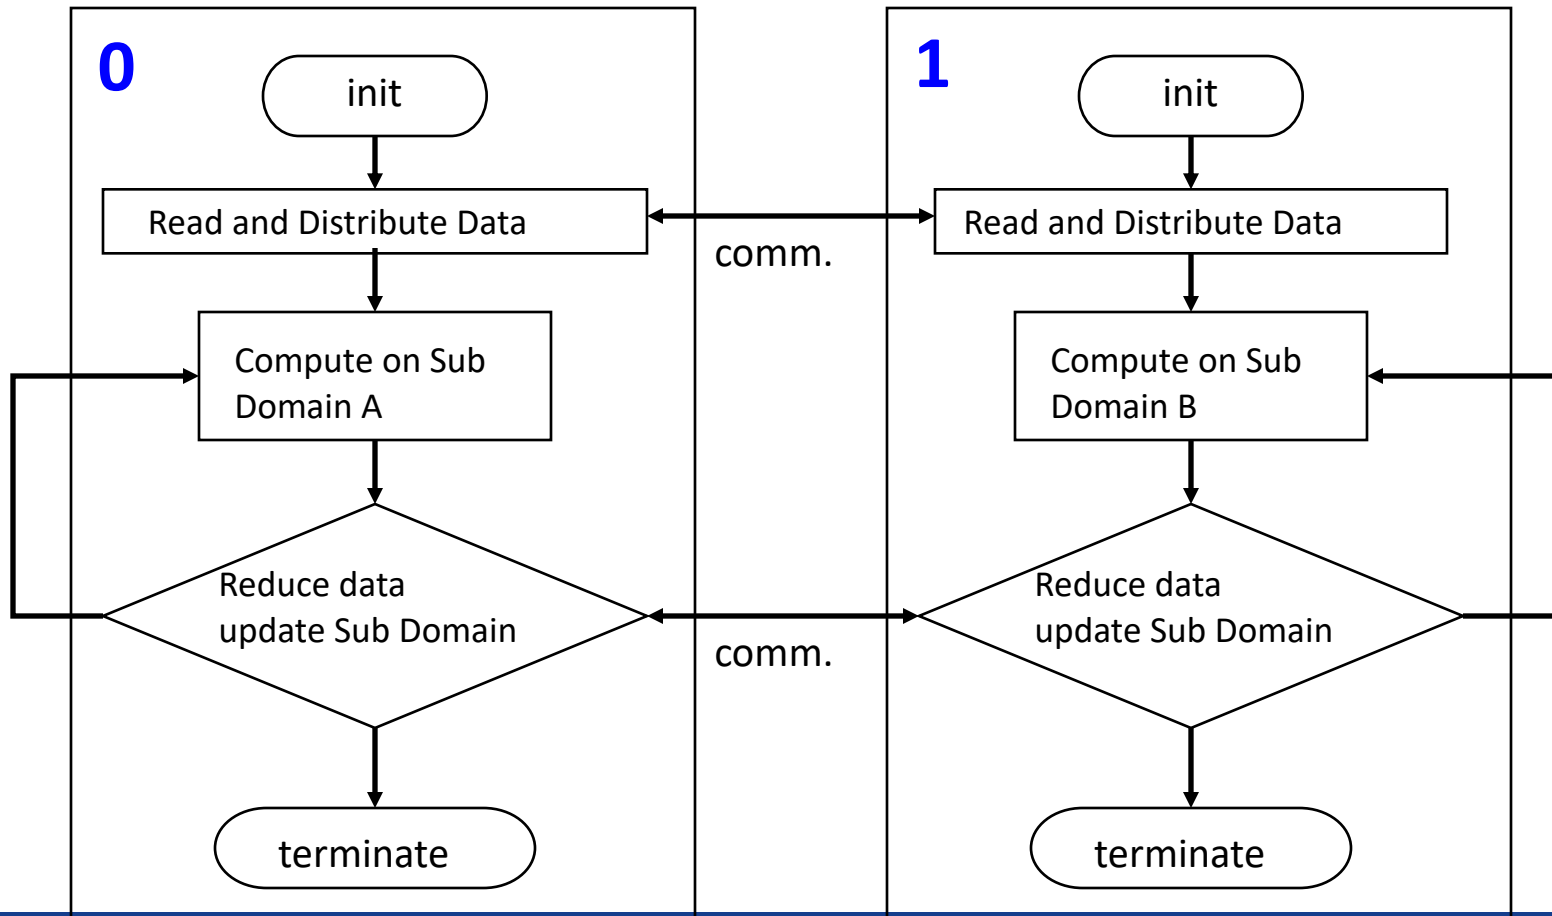 0
init
Read and Distribute Data
Compute on Sub
Domain A
Reduce data
update Sub Domain
terminate
comm.
comm.
1
init
Read and Distribute Data
Compute on Sub
Domain B
Reduce data
update Sub Domain
terminate